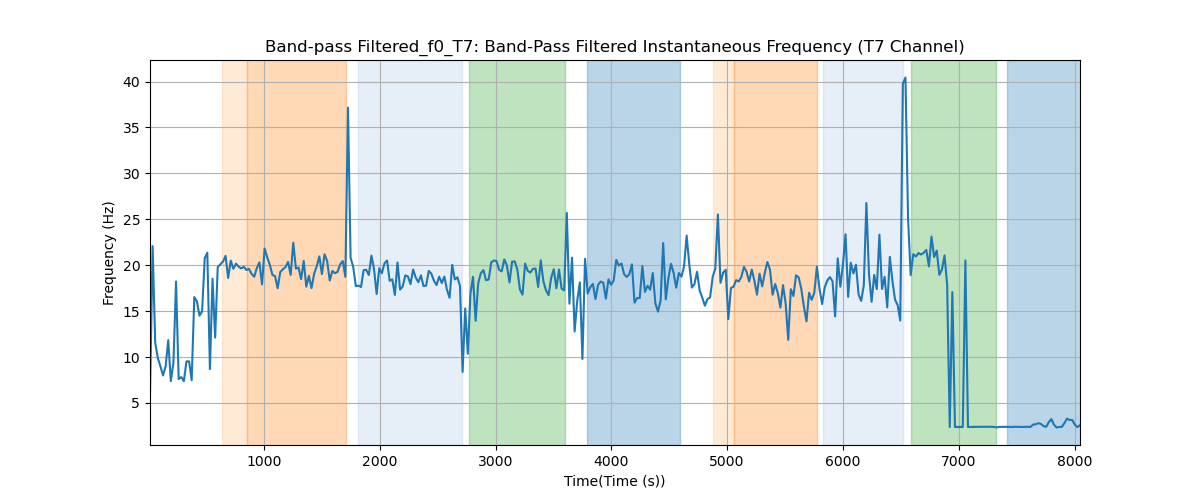 Band-pass Filtered_f0_T7: Band-Pass Filtered Instantaneous Frequency (T7 Channel)
40
35
30
25
20
15
10
5
Frequency (Hz)
1000 2000 3000 4000 5000 6000 7000 8000
Time(Time (s))